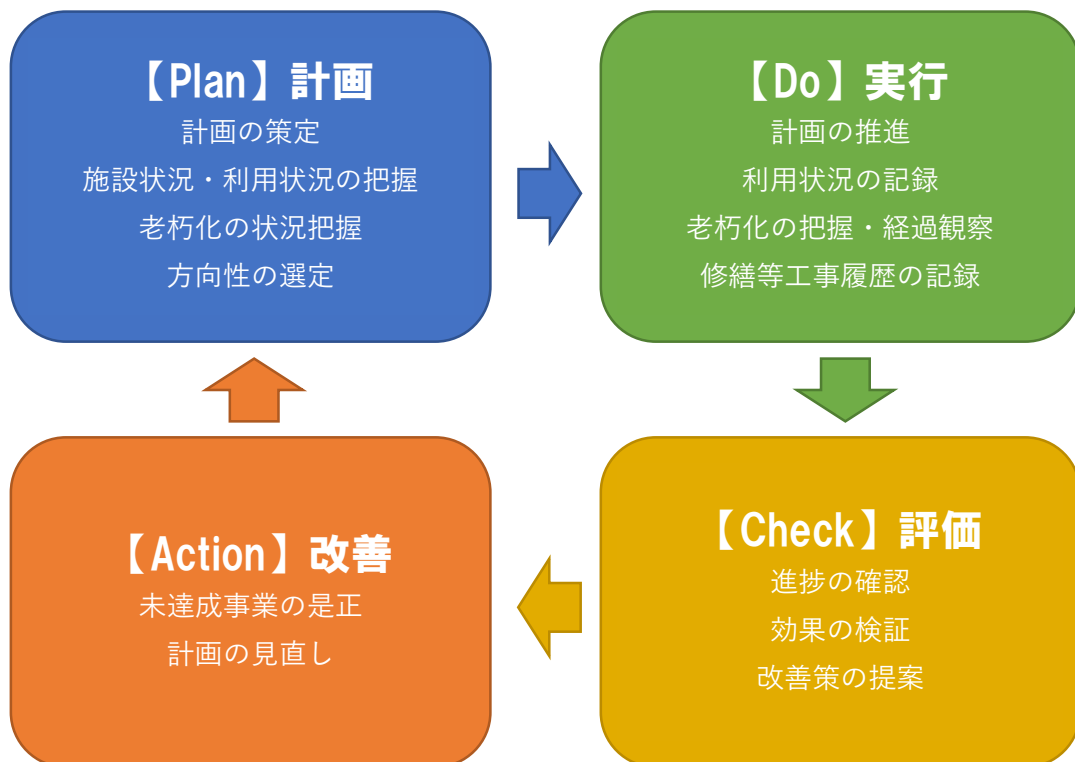 【Plan】計画
計画の策定
施設状況・利用状況の把握
老朽化の状況把握
方向性の選定
【Do】実行
計画の推進
利用状況の記録
老朽化の把握・経過観察
修繕等工事履歴の記録
【Check】評価
進捗の確認
効果の検証
改善策の提案
【Action】改善
未達成事業の是正
計画の見直し